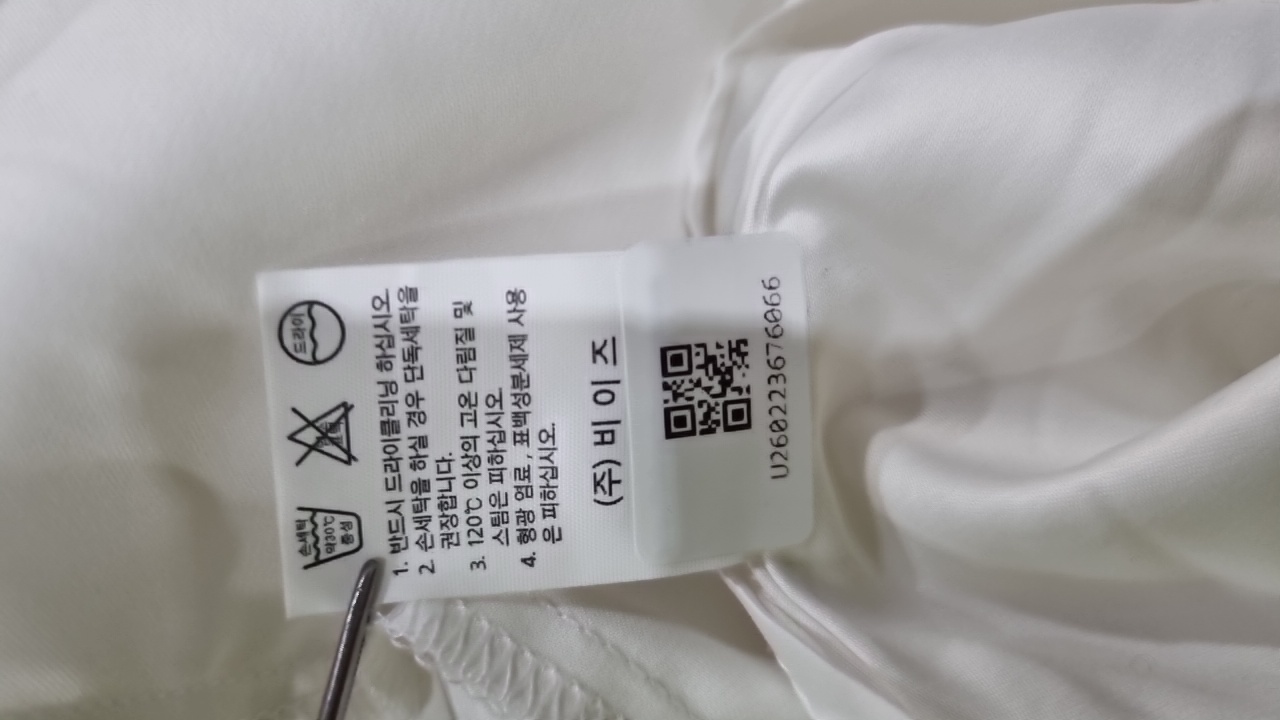 손세탁
약30℃
중성
드라이
1. 반드시 드라이클리닝 하십시오
2. 손세탁을 하실 경우 단독세탁을
권장합니다.
3. 120℃ 이상의 고온 다림질 및
스팀은 피하십시오
4. 형광 염료, 표백성분세제 사용
은 피하십시오.
(주) 비이즈
U2602236760​66